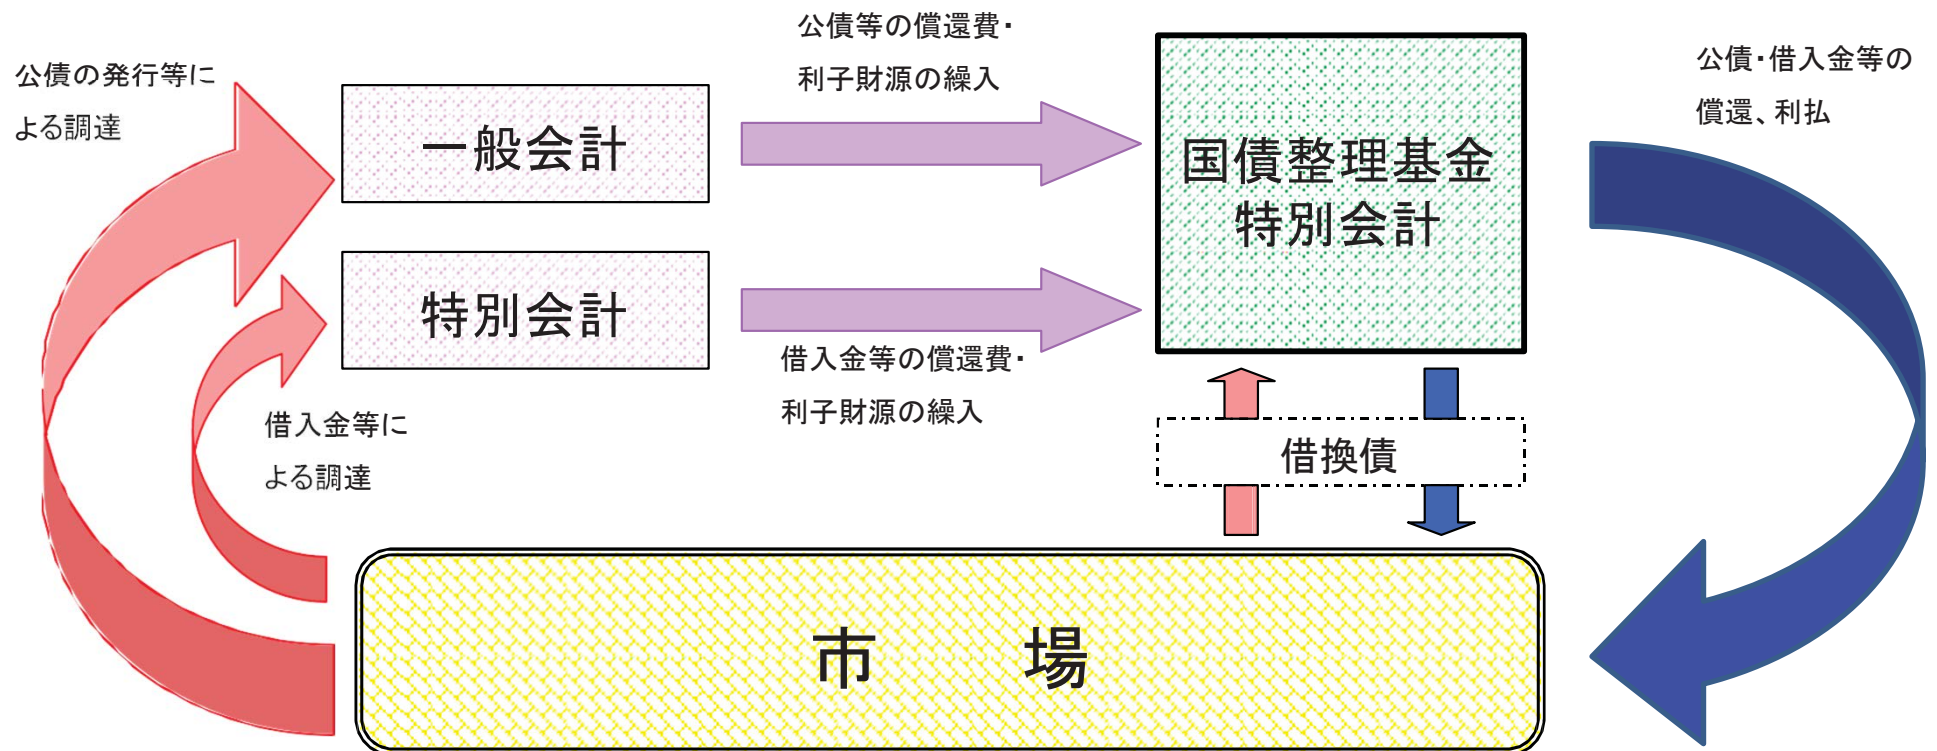 公債の発行等に
よる調達
一般会計
公債等の償還費・
利子財源の繰入
国債整理基金
特別会計
公債・借入金等の
償還、利払
特別会計
借入金等の償還費・
利子財源の繰入
借入金等に
よる調達
借換債
市　場